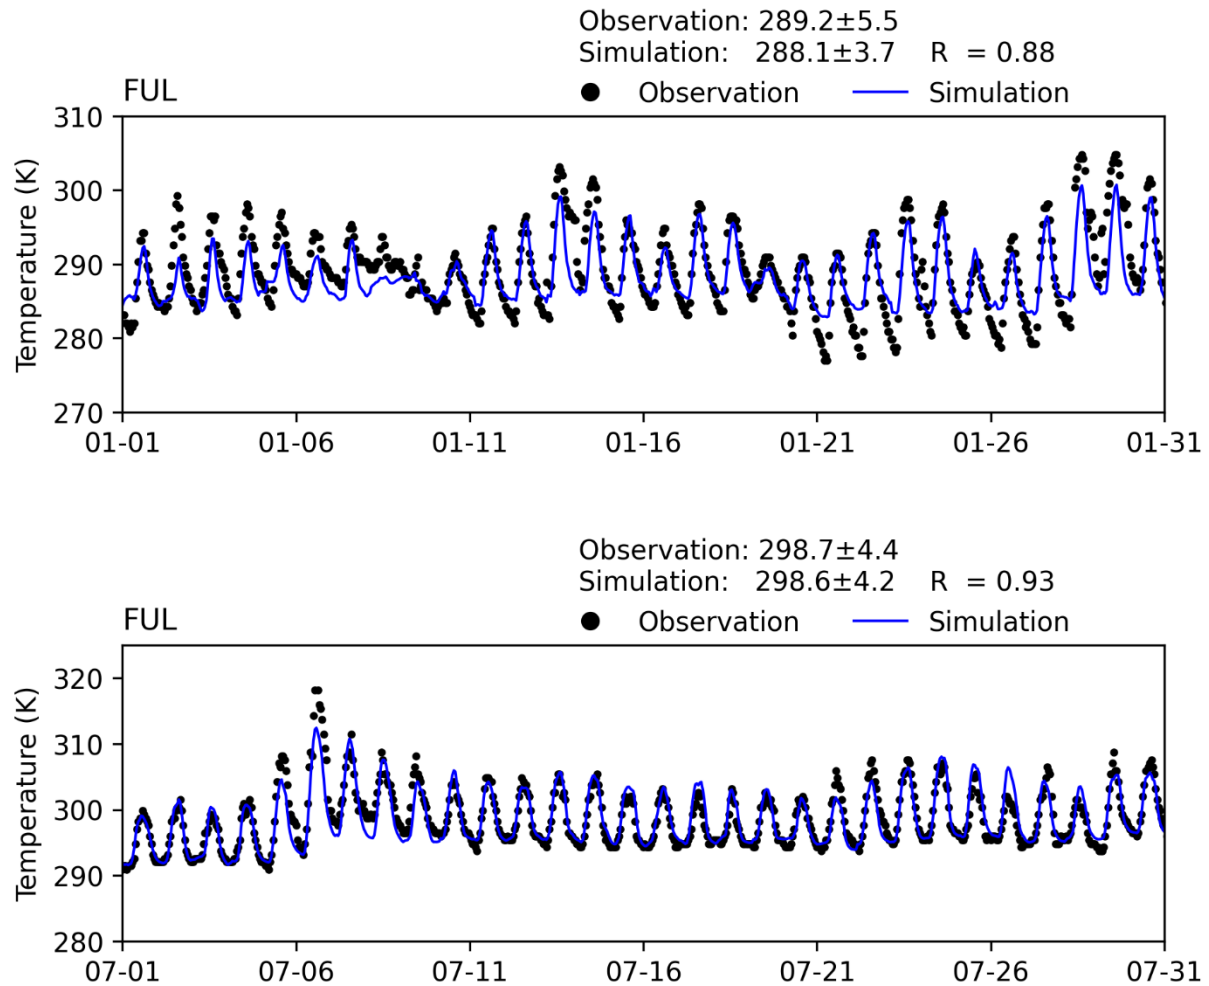 Observation: 289.2±5.5
Simulation: 288.1±3.7 R = 0.88
FUL
Observation Simulation
Temperature (K)
310
300
290
280
270
01-01 01-06 01-11 01-16 01-21 01-26 01-31
Observation: 298.7±4.4
Simulation: 298.6±4.2 R = 0.93
FUL
Observation Simulation
Temperature (K)
320
310
300
290
280
07-01 07-06 07-11 07-16 07-21 07-26 07-31